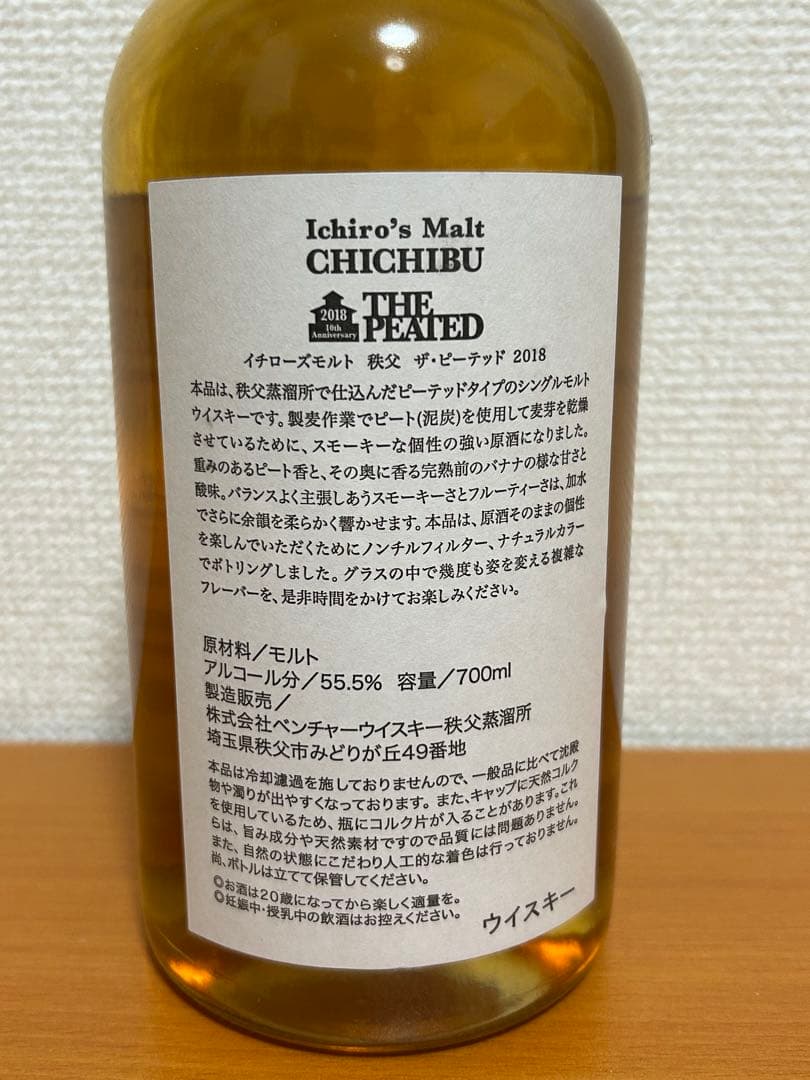 Ichiro's Malt
CHICHIBU
2018
10th
Anniversary
THE
PEATED
イチローズモルト 秩父 ザ・ピーテッド 2018
本品は、秩父蒸溜所で仕込んだピーテッドタイプのシングルモルト
ウイスキーです。製麦作業でピート(泥炭)を使用して麦芽を乾燥
させているために、スモーキーな個性の強い原酒になりました。
重みのあるピート香と、その奥に香る完熟前のバナナの様な甘さと
酸味。バランスよく主張しあうスモーキーさとフルーティーさは、加水
でさらに余韻を柔らかく響かせます。本品は、原酒そのままの個性
を楽しんでいただくためにノンチルフィルター、ナチュラルカラー
でボトリングしました。グラスの中で幾度も姿を変える複雑な
フレーバーを、是非時間をかけてお楽しみください。
原材料／モルト
アルコール分／55.5% 容量／700ml
製造販売／
株式会社ベンチャーウイスキー秩父蒸溜所
埼玉県秩父市みどりが丘49番地
本品は冷却濾過を施しておりませんので、一般品に比べて沈殿
物や濁りが出やすくなっております。また、キャップに天然コルク
を使用しているため、瓶にコルク片が入ることがあります。これ
らは、旨み成分や天然素材ですので品質には問題ありません。
また、自然の状態にこだわり人工的な着色は行っておりません。
尚、ボトルは立てて保管してください。
◎お酒は20歳になってから楽しく適量を。
◎妊娠中・授乳中の飲酒はお控えください。
ウイスキー